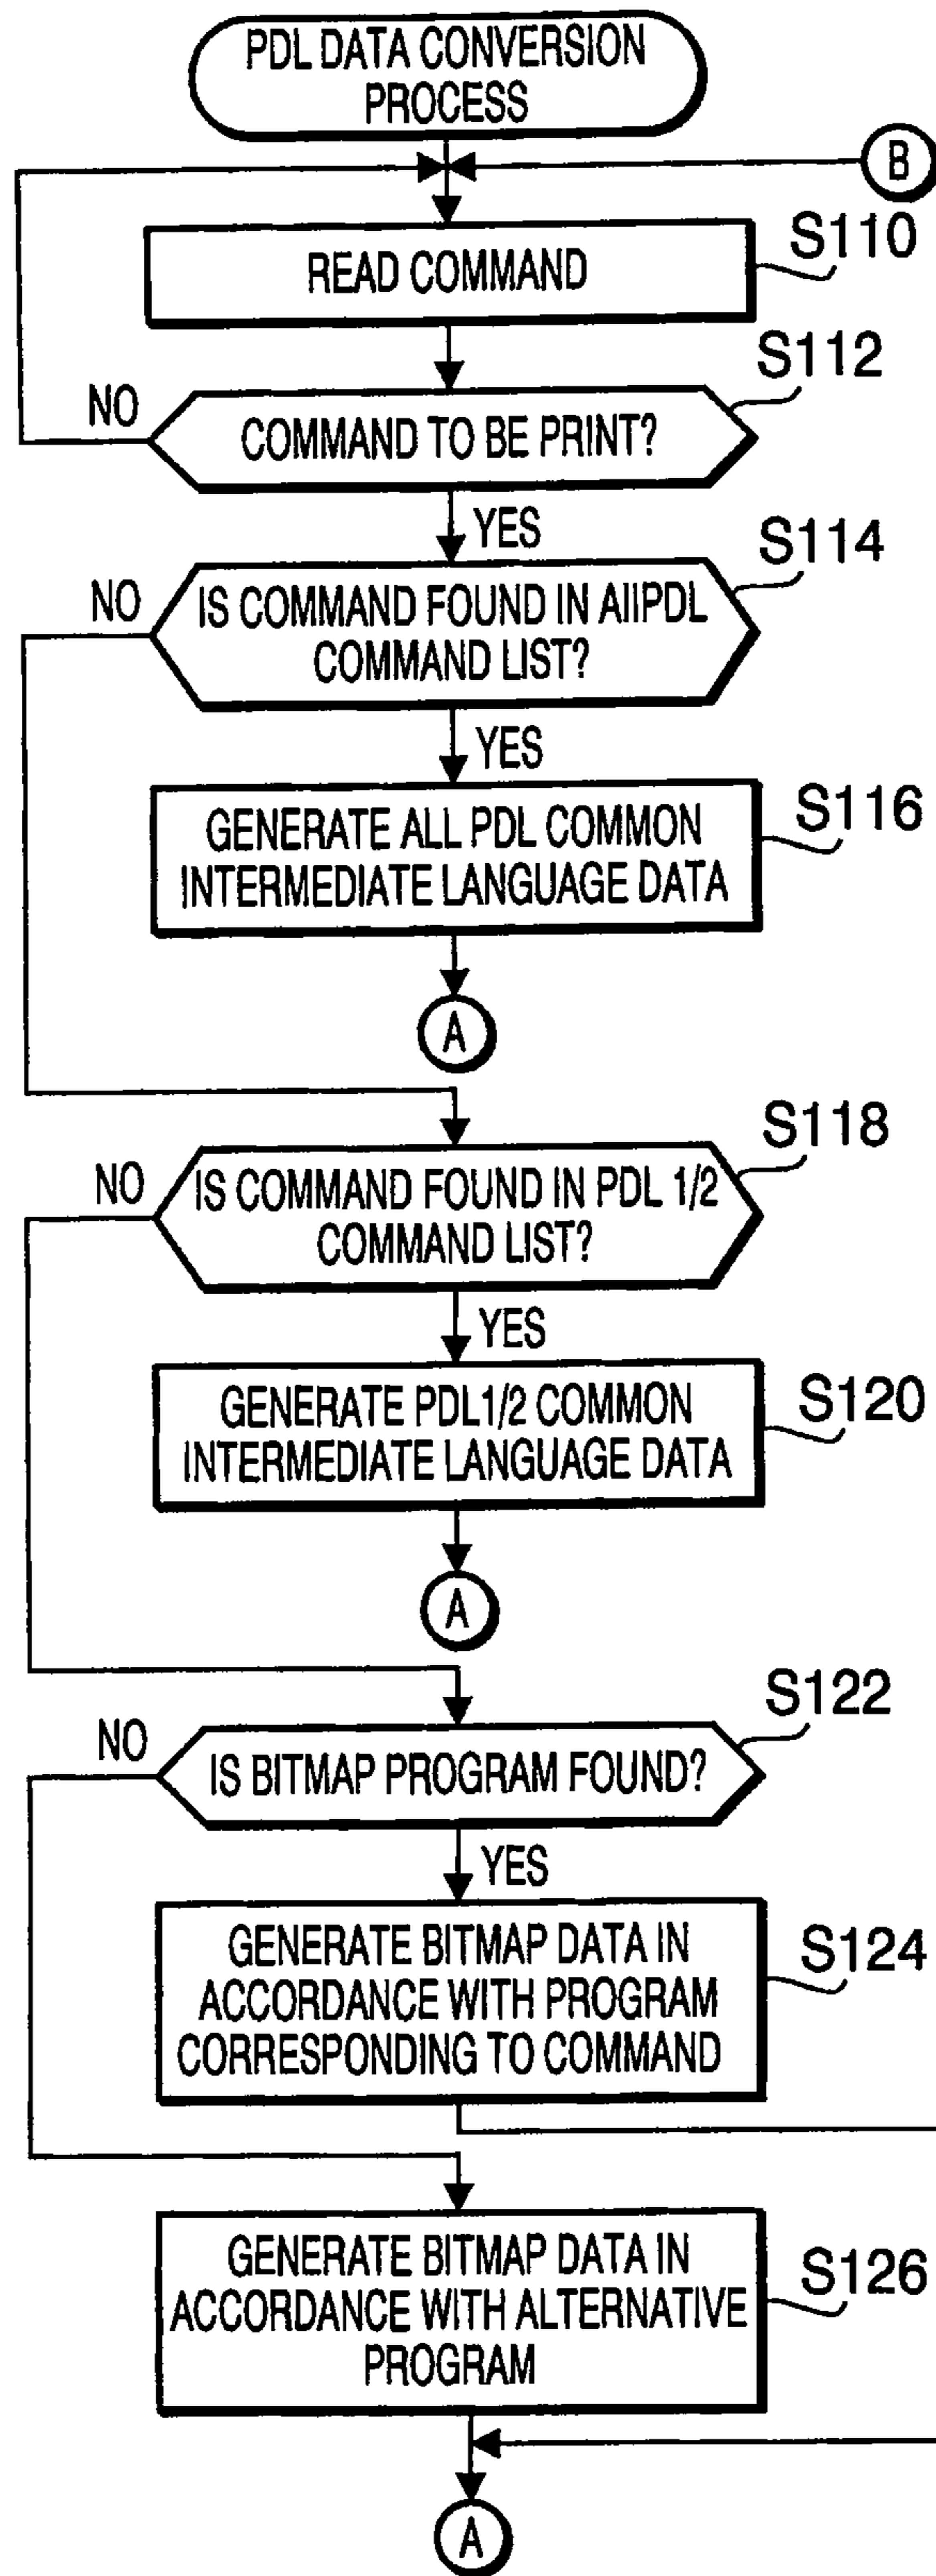 PDL DATA CONVERSION
PROCESS
B
S110
READ COMMAND
S112
NO
COMMAND TO BE PRINT?
YES
S114
NO
IS COMMAND FOUND IN AllPDL
COMMAND LIST?
YES
S116
GENERATE ALL PDL COMMON
INTERMEDIATE LANGUAGE DATA
A
S118
NO
IS COMMAND FOUND IN PDL 1/2
COMMAND LIST?
YES
S120
GENERATE PDL1/2 COMMON
INTERMEDIATE LANGUAGE DATA
A
S122
NO
IS BITMAP PROGRAM FOUND?
YES
S124
GENERATE BITMAP DATA IN
ACCORDANCE WITH PROGRAM
CORRESPONDING TO COMMAND
S126
GENERATE BITMAP DATA IN
ACCORDANCE WITH ALTERNATIVE
PROGRAM
A